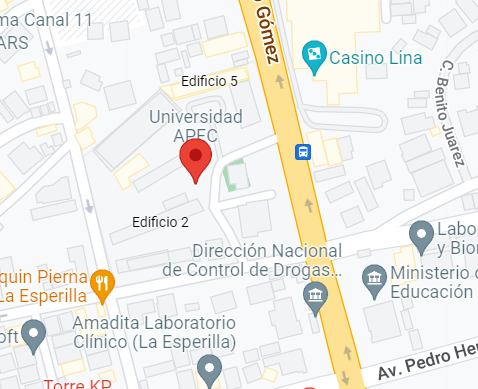 ma Canal 11
ARS
Gómez
Casino Lina
Edificio 5
C. Benito Juarez
Universidad
APEC
Edificio 2
Dirección Nacional
de Control de Drogas...
Labo
y Bion
Ministerio de
Educación
quin Pierna
La Esperilla
Amadita Laboratorio
Clínico (La Esperilla)
oft
Torre KP
Av. Pedro Hen